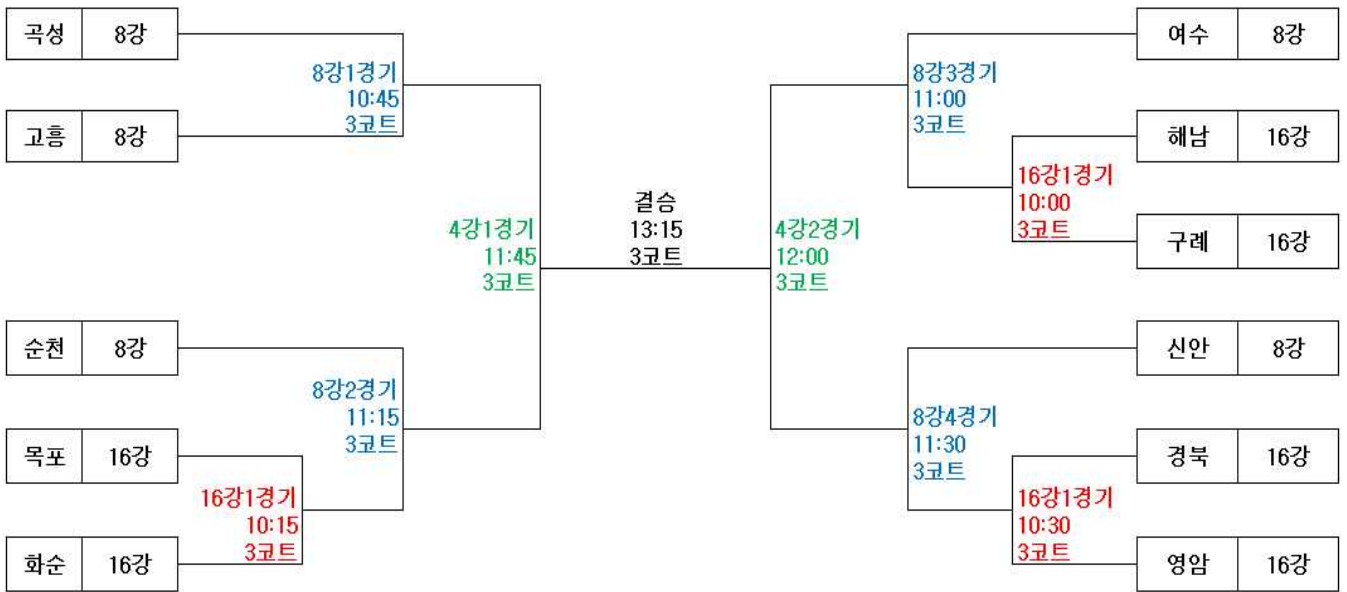 곡성 8강
8강1경기
10:45
3코트
고흥 8강
4강1경기
11:45
3코트
순천 8강
8강2경기
11:15
3코트
목포 16강
16강1경기
10:15
3코트
화순 16강
결승
13:15
3코트
여수 8강
8강3경기
11:00
3코트
해남 16강
16강1경기
10:00
3코트
구례 16강
4강2경기
12:00
3코트
신안 8강
8강4경기
11:30
3코트
경북 16강
16강1경기
10:30
3코트
영암 16강